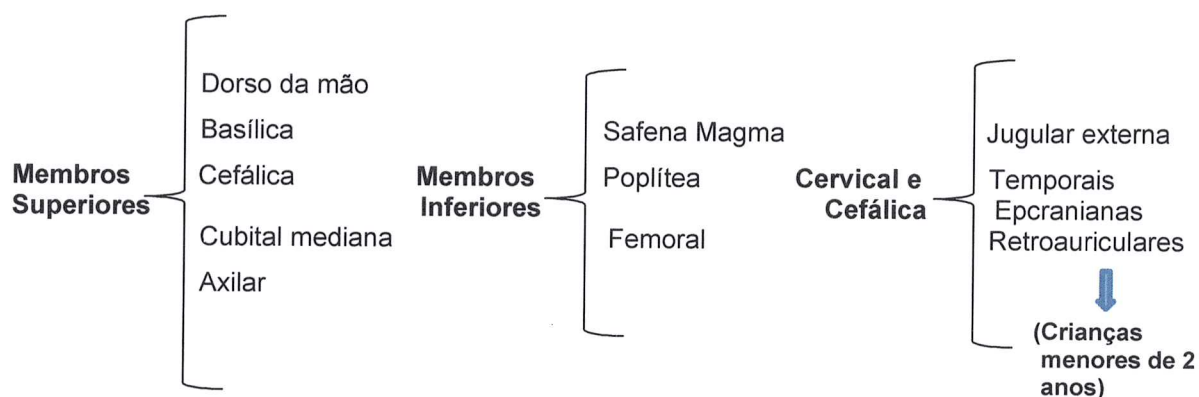 Membros
Superiores
Dorso da mão
Basílica
Cefálica
Cubital mediana
Axilar
Membros
Inferiores
Safena Magma
Poplítea
Femoral
Cervical e
Cefálica
Jugular externa
Temporais
Epcranianas
Retroauriculares
(Crianças
menores de 2
anos)